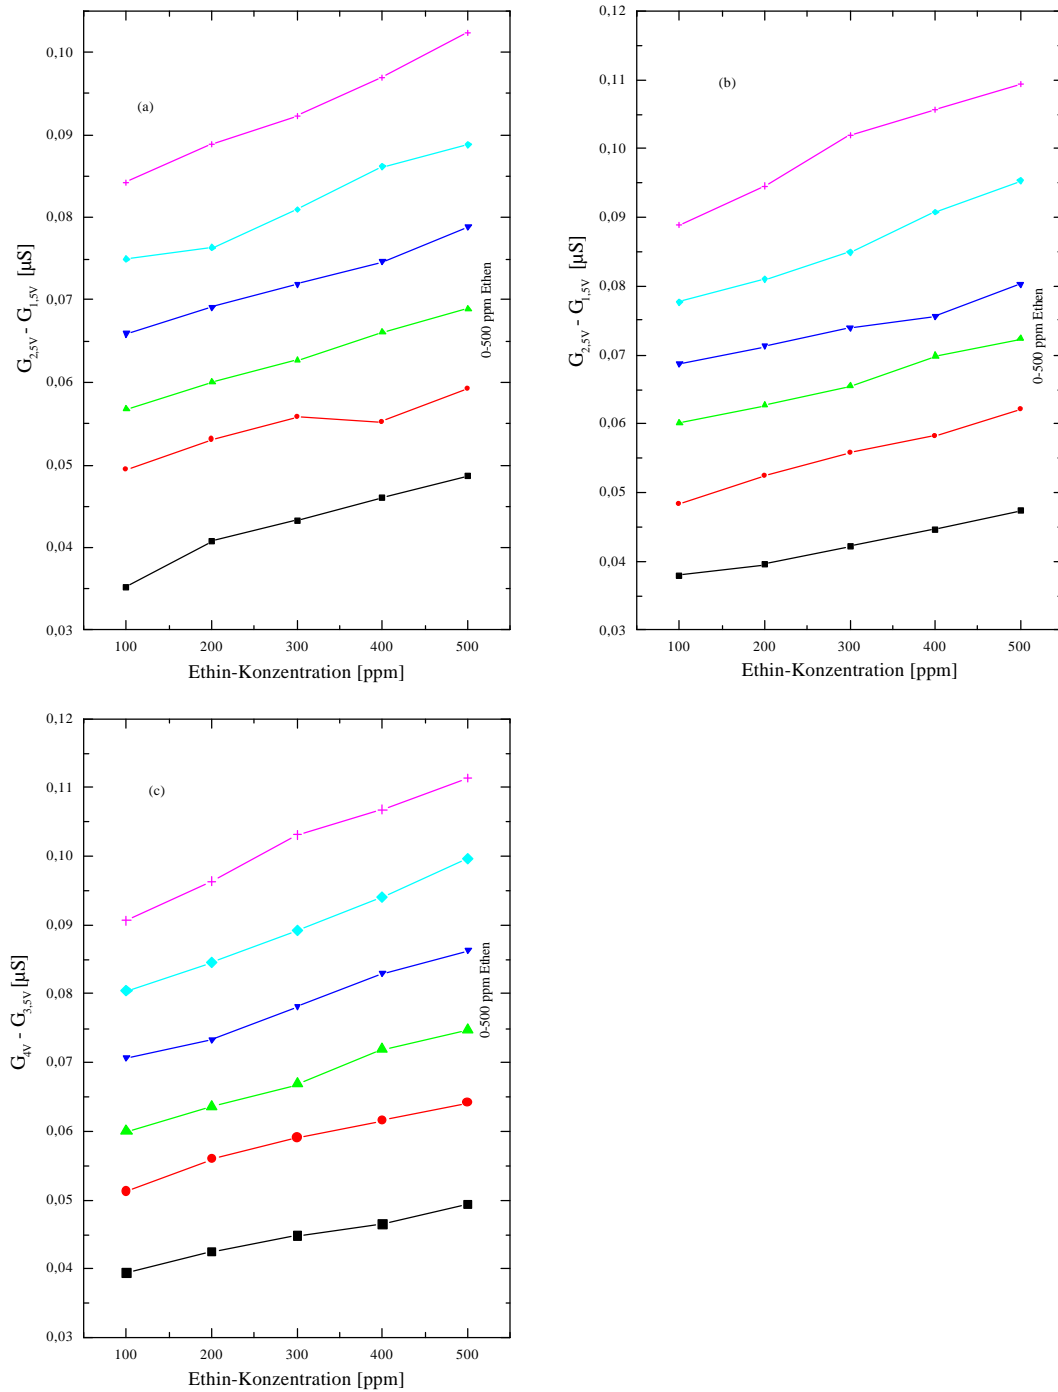 0,10
0,09
0,08
0,07
0,06
0,05
0,04
0,03
(a)
G2,5V - G1,5V [µS]
0-500 ppm Ethen
100 200 300 400 500
Ethin-Konzentration [ppm]
0,12
0,11
0,10
0,09
0,08
0,07
0,06
0,05
0,04
0,03
(b)
G2,5V - G1,5V [µS]
0-500 ppm Ethen
100 200 300 400 500
Ethin-Konzentration [ppm]
0,12
0,11
0,10
0,09
0,08
0,07
0,06
0,05
0,04
0,03
(c)
G4V - G3,5V [µS]
0-500 ppm Ethen
100 200 300 400 500
Ethin-Konzentration [ppm]